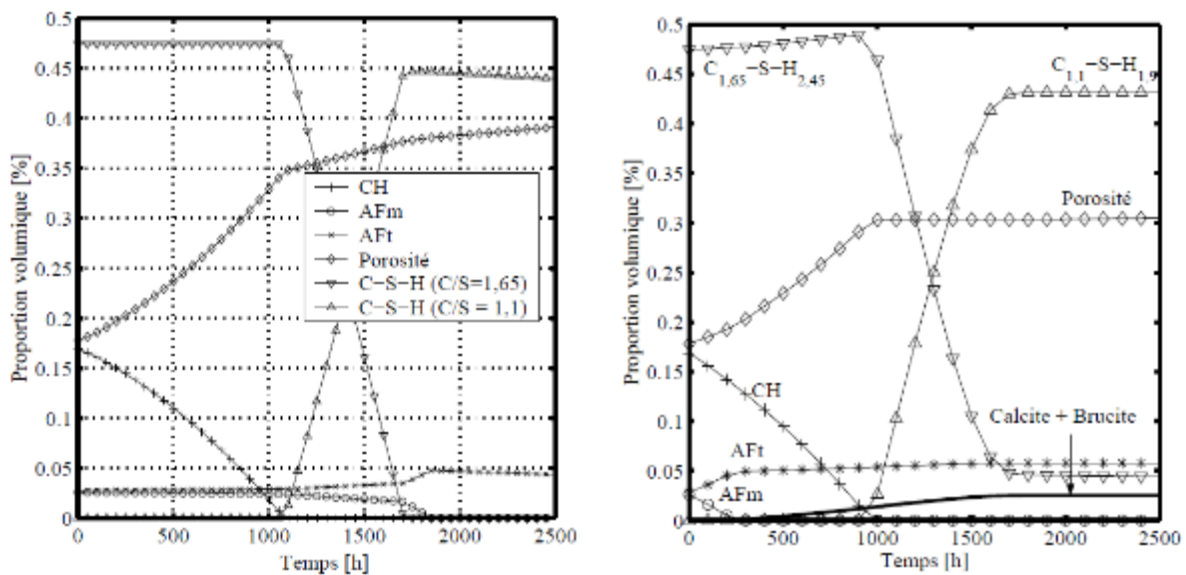 0.5
0.45
0.4
0.35
0.3
0.25
0.2
0.15
0.1
0.05
0
Proportion volumique [%]
CH
AFm
AFt
Porosité
C−S−H (C/S=1,65)
C−S−H (C/S = 1,1)
0 500 1000 1500 2000 2500
Temps [h]
0.5
0.45
0.4
0.35
0.3
0.25
0.2
0.15
0.1
0.05
0
Proportion volumique [%]
C1,65−S−H2,45
C1,1−S−H1,9
Porosité
CH
Calcite + Brucite
AFt
AFm
0 500 1000 1500 2000 2500
Temps [h]